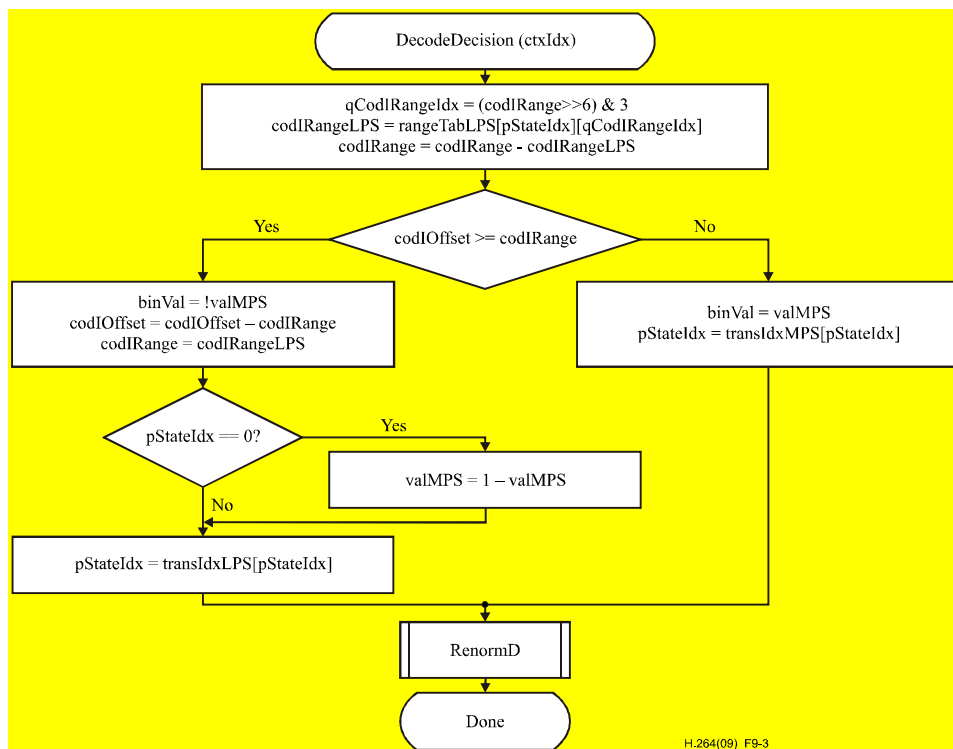 DecodeDecision (ctxIdx)
qCodIRangeIdx = (codIRange>>6) & 3
codIRangeLPS = rangeTabLPS[pStateIdx][qCodIRangeIdx]
codIRange = codIRange - codIRangeLPS
Yes
codIOffset >= codIRange
No
binVal = !valMPS
codIOffset = codIOffset – codIRange
codIRange = codIRangeLPS
binVal = valMPS
pStateIdx = transIdxMPS[pStateIdx]
pStateIdx == 0?
Yes
valMPS = 1 – valMPS
No
pStateIdx = transIdxLPS[pStateIdx]
RenormD
Done
H.264(09)_F9-3